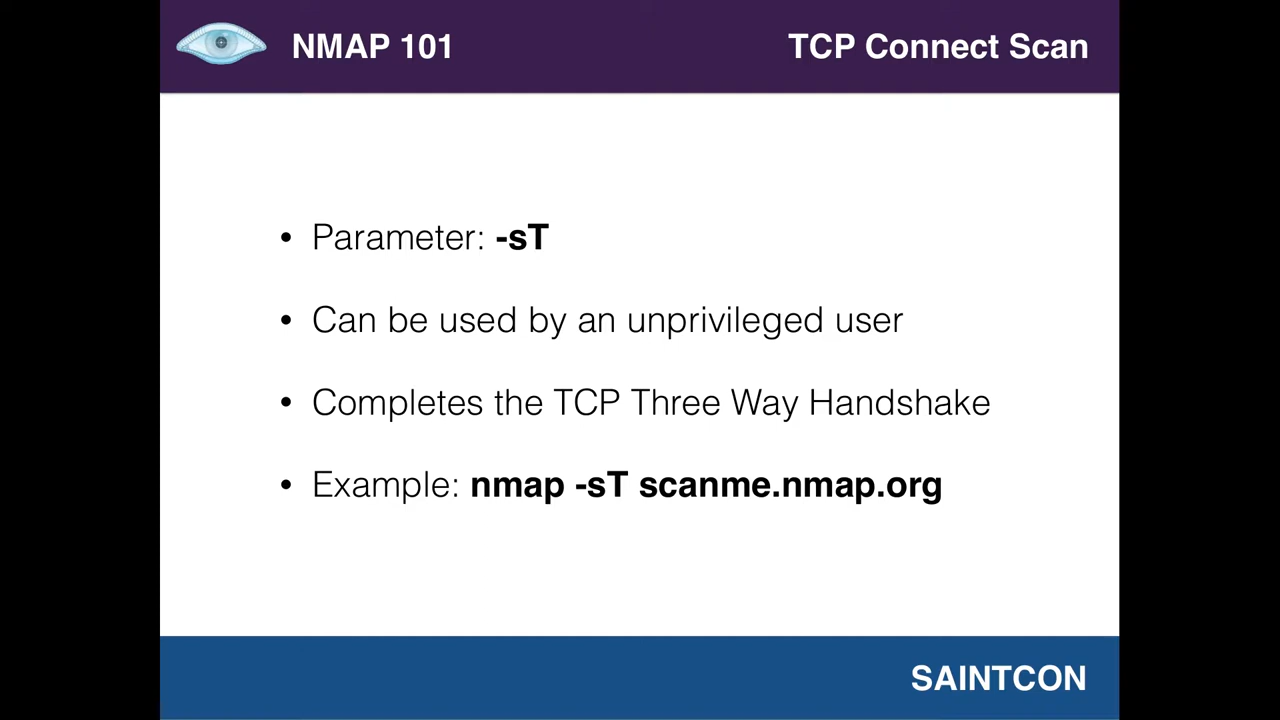 NMAP 101
TCP Connect Scan
• Parameter: -sT
• Can be used by an unprivileged user
• Completes the TCP Three Way Handshake
• Example: nmap -sT scanme.nmap.org
SAINTCON